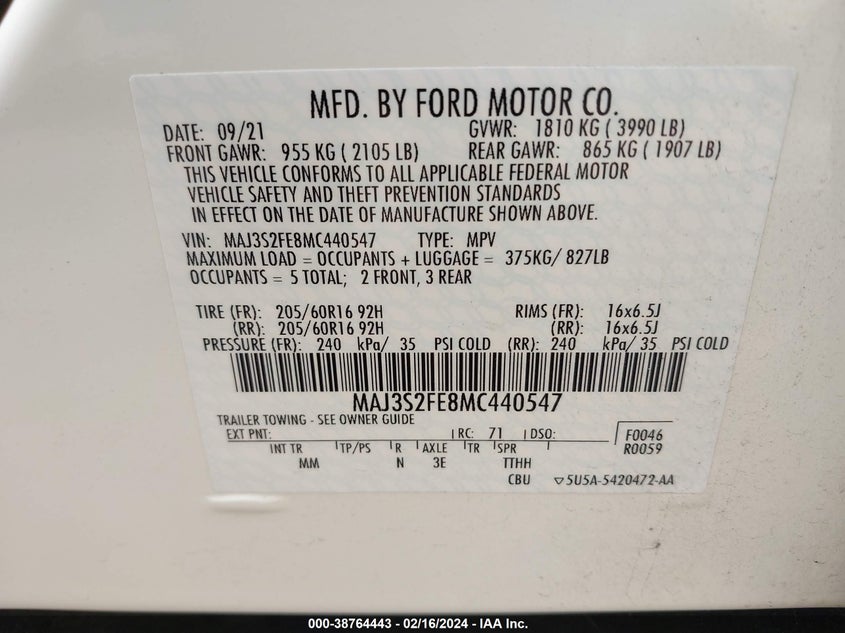 MFD. BY FORD MOTOR CO.
DATE: 09/21 GVWR: 1810 KG ( 3990 LB)
FRONT GAWR: 955 KG ( 2105 LB) REAR GAWR: 865 KG ( 1907 LB)
THIS VEHICLE CONFORMS TO ALL APPLICABLE FEDERAL MOTOR
VEHICLE SAFETY AND THEFT PREVENTION STANDARDS
IN EFFECT ON THE DATE OF MANUFACTURE SHOWN ABOVE.
VIN: MAJ3S2FE8MC440547 TYPE: MPV
MAXIMUM LOAD = OCCUPANTS + LUGGAGE = 375KG/ 827LB
OCCUPANTS = 5 TOTAL; 2 FRONT, 3 REAR
TIRE (FR): 205/60R16 92H RIMS (FR): 16x6.5J
(RR): 205/60R16 92H (RR): 16x6.5J
PRESSURE (FR): 240 kPa/ 35 PSI COLD (RR): 240 kPa/ 35 PSI COLD
MAJ3S2FE8MC440547
TRAILER TOWING - SEE OWNER GUIDE
EXT PNT: RC: 71 DSO: F0046
R0059
INT TR TP/PS R AXLE TR SPR
MM N 3E TTHH
CBU ▽5U5A-5420472-AA
000-38764443 - 02/16/2024 - IAA Inc.